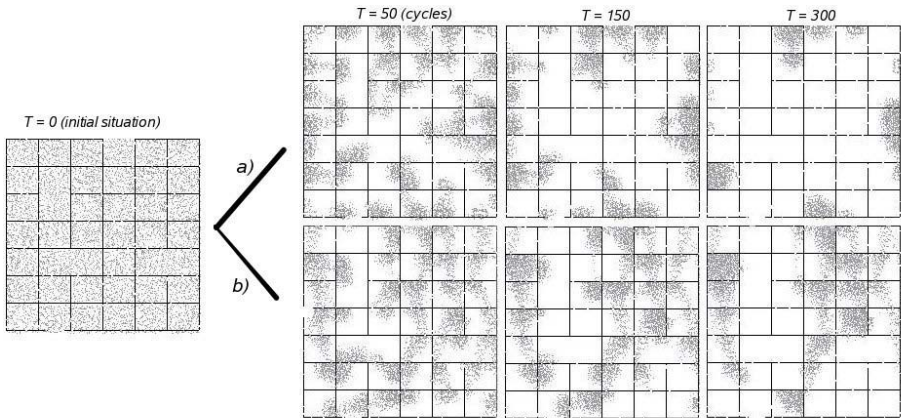 T = 50 (cycles)
T = 150
T = 300
T = 0 (initial situation)
a)
b)